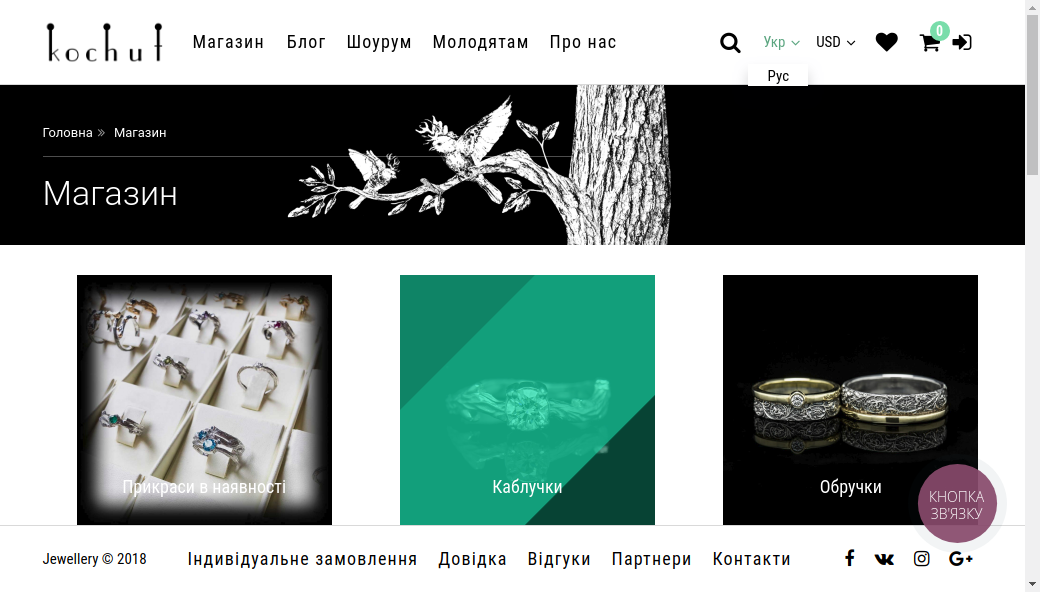 kochut
Магазин Блог Шоурум Молодятам Про нас
Укр USD 0
Рус
Головна » Магазин
Магазин
Прикраси в наявності
Каблучки
Обручки
КНОПКА
ЗВ'ЯЗКУ
Jewellery © 2018 Індивідуальне замовлення Довідка Відгуки Партнери Контакти